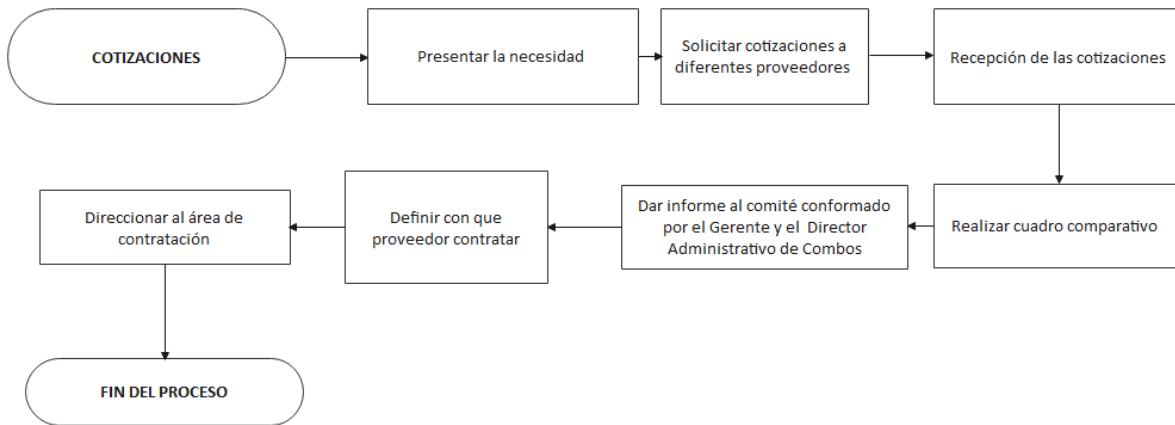 COTIZACIONES
Presentar la necesidad
Solicitar cotizaciones a
diferentes proveedores
Recepción de las cotizaciones
Realizar cuadro comparativo
Dar informe al comité conformado
por el Gerente y el Director
Administrativo de Combos
Definir con que
proveedor contratar
Direccionar al área de
contratación
FIN DEL PROCESO